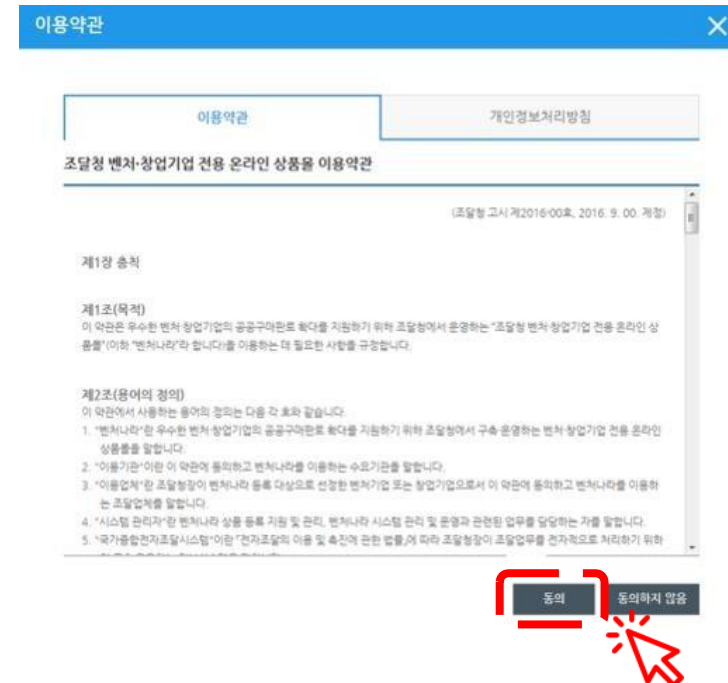 이용약관
이용약관
개인정보처리방침
조달청 벤처·창업기업 전용 온라인 상품몰 이용약관
(조달청 고시 제2016-00호, 2016. 9. 00. 제정)
제1장 총칙
제1조(목적)
이 약관은 우수한 벤처·창업기업의 공공구매판로 확대를 지원하기 위하 조달청에서 운영하는 "조달청 벤처·창업기업 전용 온라인 상
품몰"(이하 "벤처나라"라 합니다)을 이용하는 데 필요한 사항를 규정합니다.
제2조(용어의 정의)
이 약관에서 사용하는 용어의 정의는 다음 각 호와 같습니다.
1. "벤처나라"란 우수한 벤처·창업기업의 공공구매판로 확대를 지원하기 위하 조달청에서 구축·운영하는 벤처·창업기업 전용 온라인
상품몰을 말합니다.
2. "이용기관"이란 이 약관에 동의하고 벤처나라를 이용하는 수요기관을 말합니다.
3. "이용업체"란 조달청장이 벤처나라 등록 대상으로 선정한 벤처기업 또는 창업기업으로서 이 약관에 동의하고 벤처나라를 이용하
는 조달업체를 말합니다.
4. "시스템 관리자"란 벤처나라 상품 등록 지원 및 관리, 벤처나라 시스템 관리 및 운영과 관련된 업무를 담당하는 자를 말합니다.
5. "국가종합전자조달시스템"이란 「전자조달의 이용 및 촉진에 관한 법률」에 따라 조달청장이 조달업무를 전자적으로 처리하기 위하
동의
동의하지 않음